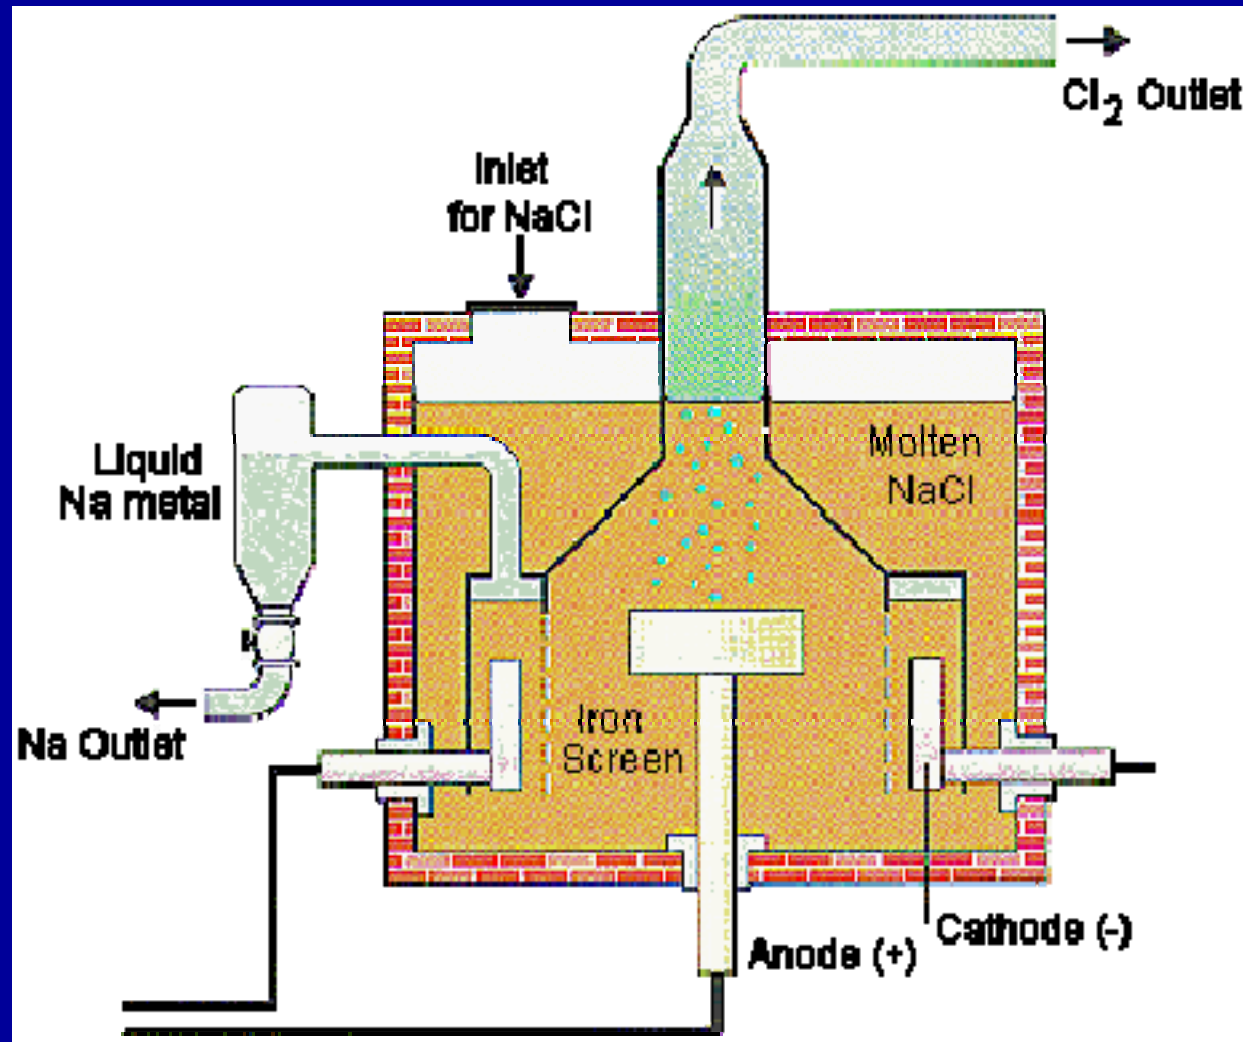 Cl₂ Outlet
Inlet
for NaCl
Molten
NaCl
Liquid
Na metal
Iron
Screen
Na Outlet
Cathode (-)
Anode (+)